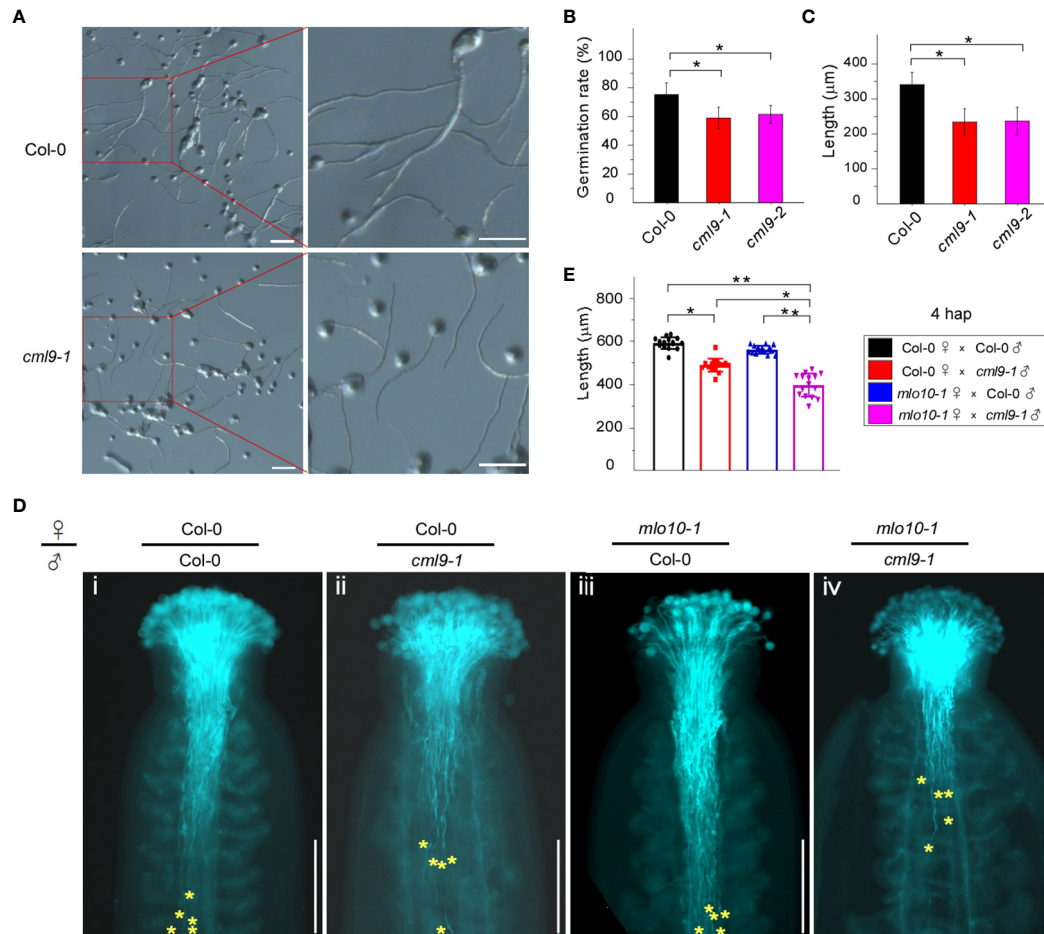 A
Col-0
cml9-1
B
Germination rate (%)
100
80
60
40
20
0
*
*
Col-0
cml9-1
cml9-2
C
Length (μm)
400
300
200
0
*
*
Col-0
cml9-1
cml9-2
E
Length (μm)
800
600
400
600
0
**
*
*
**
4 hap
Col-0 ♀ × Col-0 ♂
Col-0 ♀ × cml9-1 ♂
mlo10-1 ♀ × Col-0 ♂
mlo10-1 ♀ × cml9-1 ♂
D
♀ Col-0 Col-0 mlo10-1 mlo10-1
♂ Col-0 cml9-1 Col-0 cml9-1
i ii iii iv